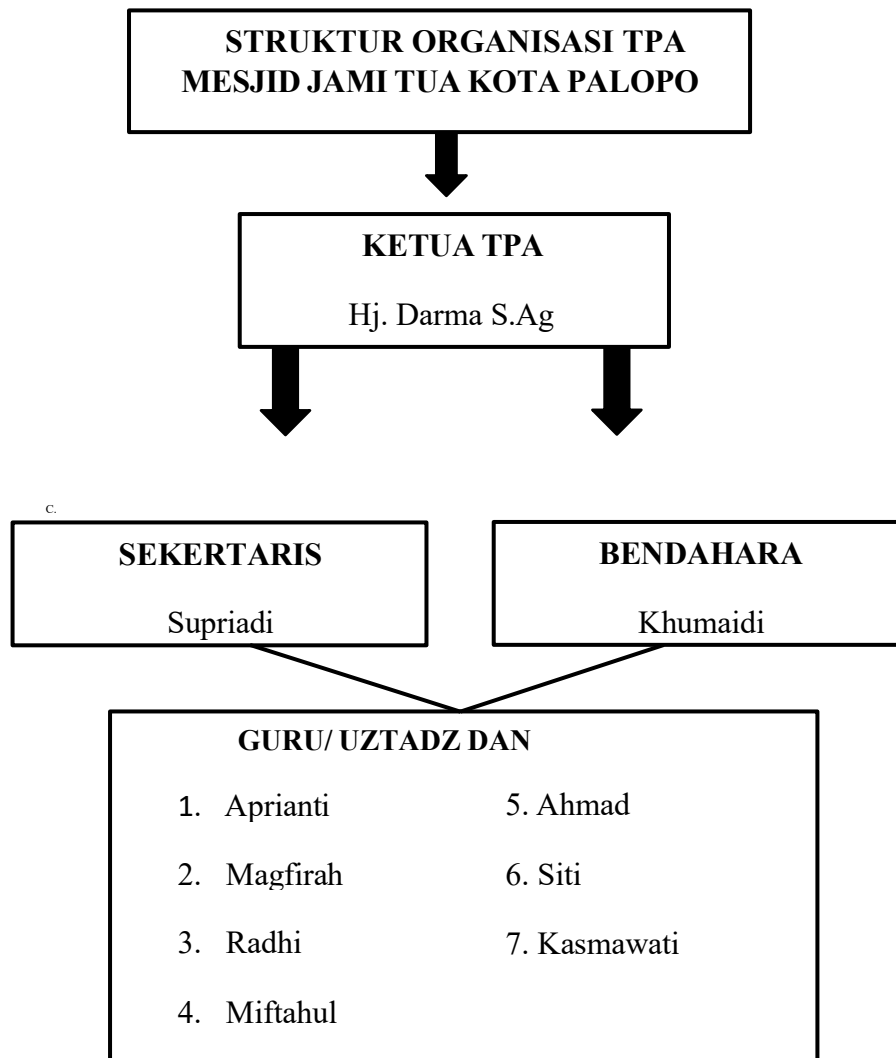 STRUKTUR ORGANISASI TPA
MESJID JAMI TUA KOTA PALOPO
KETUA TPA
Hj. Darma S.Ag
C.
SEKERTARIS
Supriadi
BENDAHARA
Khumaidi
GURU/ UZTADZ DAN
1. Aprianti
2. Magfirah
3. Radhi
4. Miftahul
5. Ahmad
6. Siti
7. Kasmawati